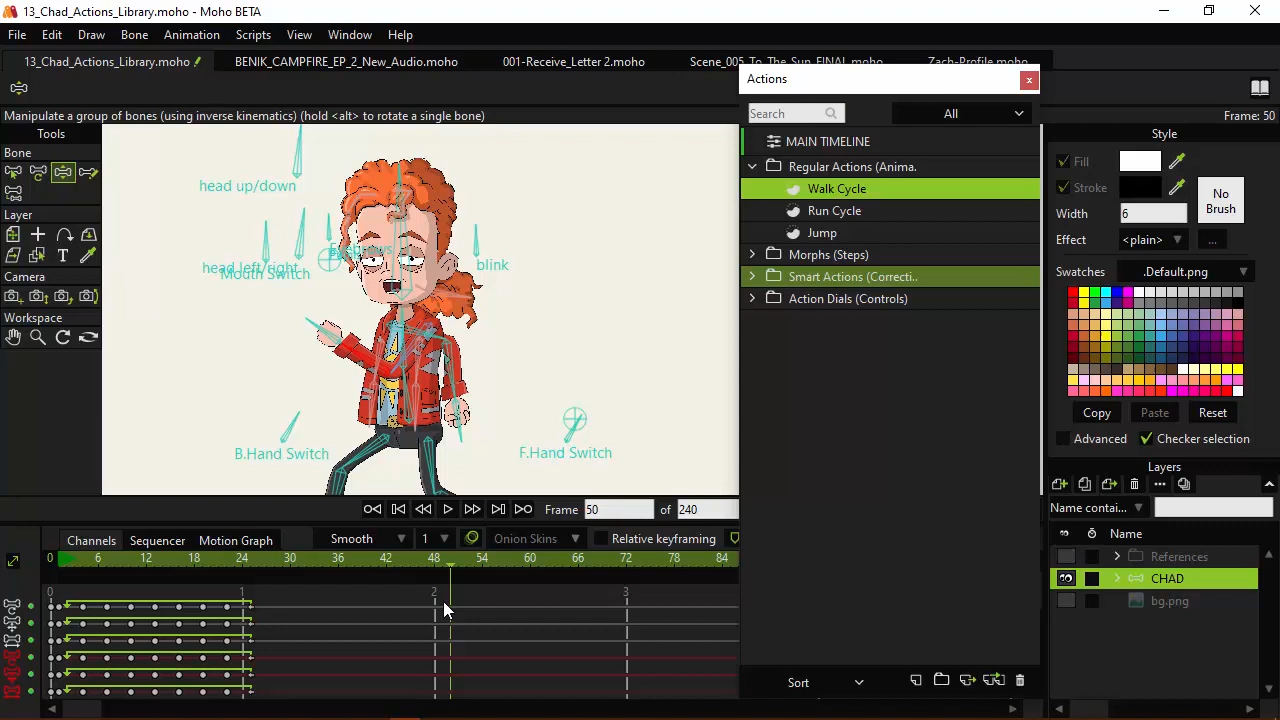 13_Chad_Actions_Library.moho - Moho BETA
File Edit Draw Bone Animation Scripts View Window Help
13_Chad_Actions_Library.moho BENIK_CAMPFIRE_EP_2_New_Audio.moho 001-Receive_Letter 2.moho Scene_005_To_The_Sun_FINAL.moho Zach-Profile.moho
Manipulate a group of bones (using inverse kinematics) (hold <alt> to rotate a single bone) Frame: 50
Tools
Bone
Layer
Camera
Workspace
head up/down
head left/right
Mouth Switch
Eyebrows
blink
B.Hand Switch
F.Hand Switch
Actions
Search All
MAIN TIMELINE
Regular Actions (Anima.
Walk Cycle
Run Cycle
Jump
Morphs (Steps)
Smart Actions (Correcti..
Action Dials (Controls)
Sort
Style
Fill
Stroke
No
Brush
Width 6
Effect <plain> ...
Swatches .Default.png
Copy Paste Reset
Advanced Checker selection
Layers
Name contai...
Name
References
CHAD
bg.png
Frame 50 of 240
Channels Sequencer Motion Graph Smooth 1 Onion Skins Relative keyframing
0 6 12 18 24 30 36 42 48 54 60 66 72 78 84
0 1 2 3